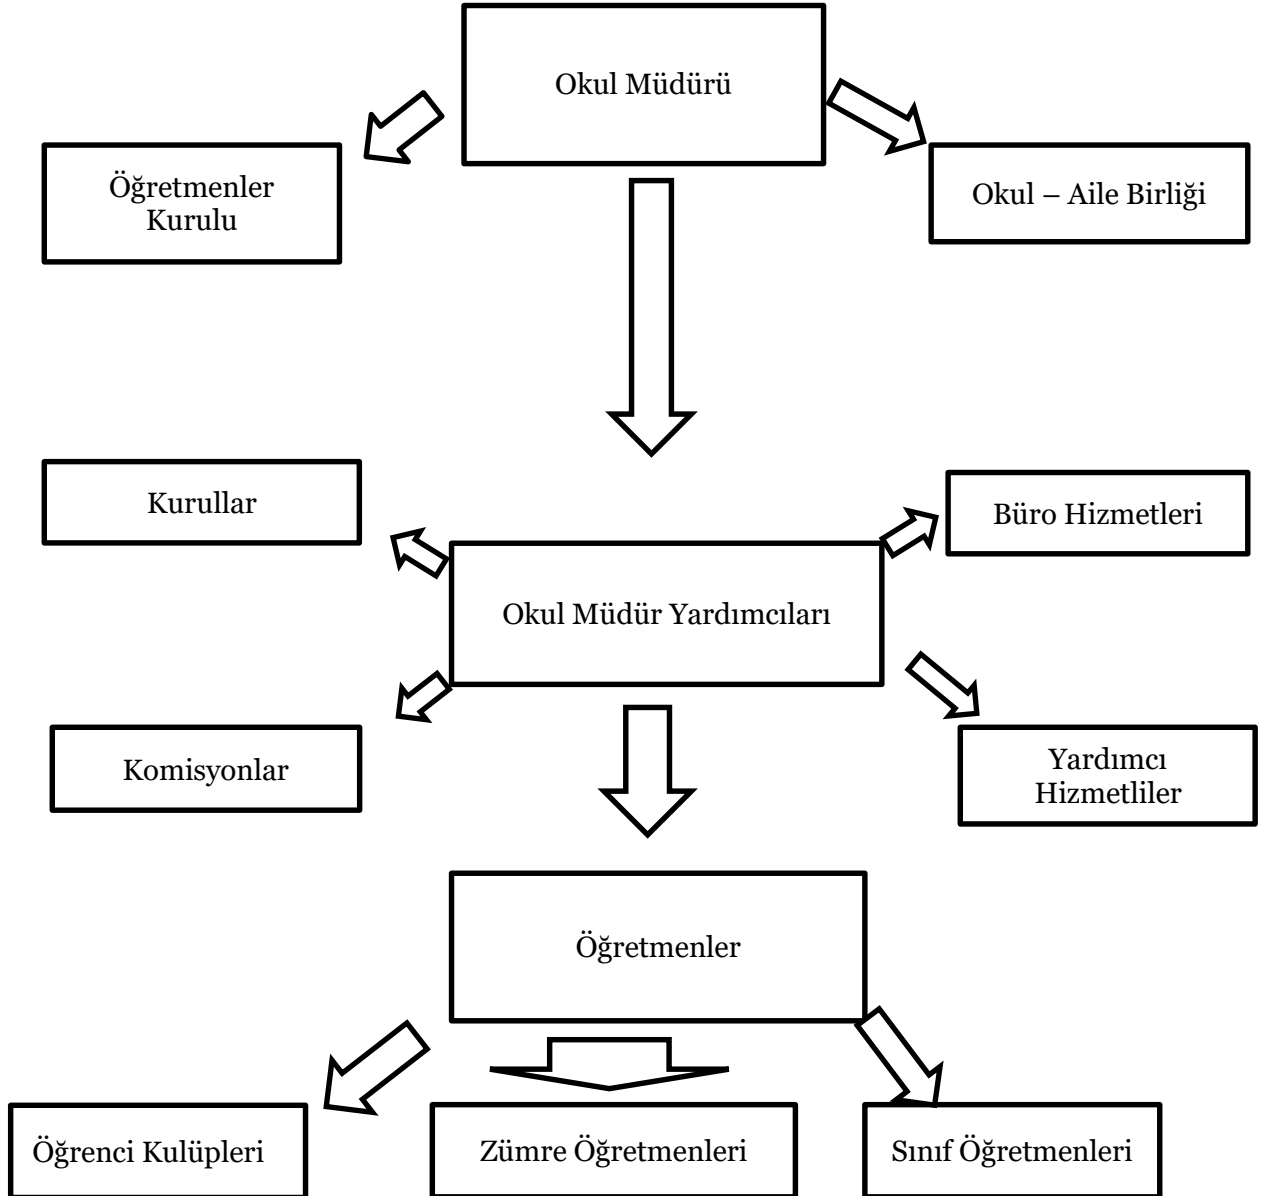 Okul Müdürü
Öğretmenler
Kurulu
Okul – Aile Birliği
Kurullar
Büro Hizmetleri
Okul Müdür Yardımcıları
Komisyonlar
Yardımcı
Hizmetliler
Öğretmenler
Öğrenci Kulüpleri
Zümre Öğretmenleri
Sınıf Öğretmenleri